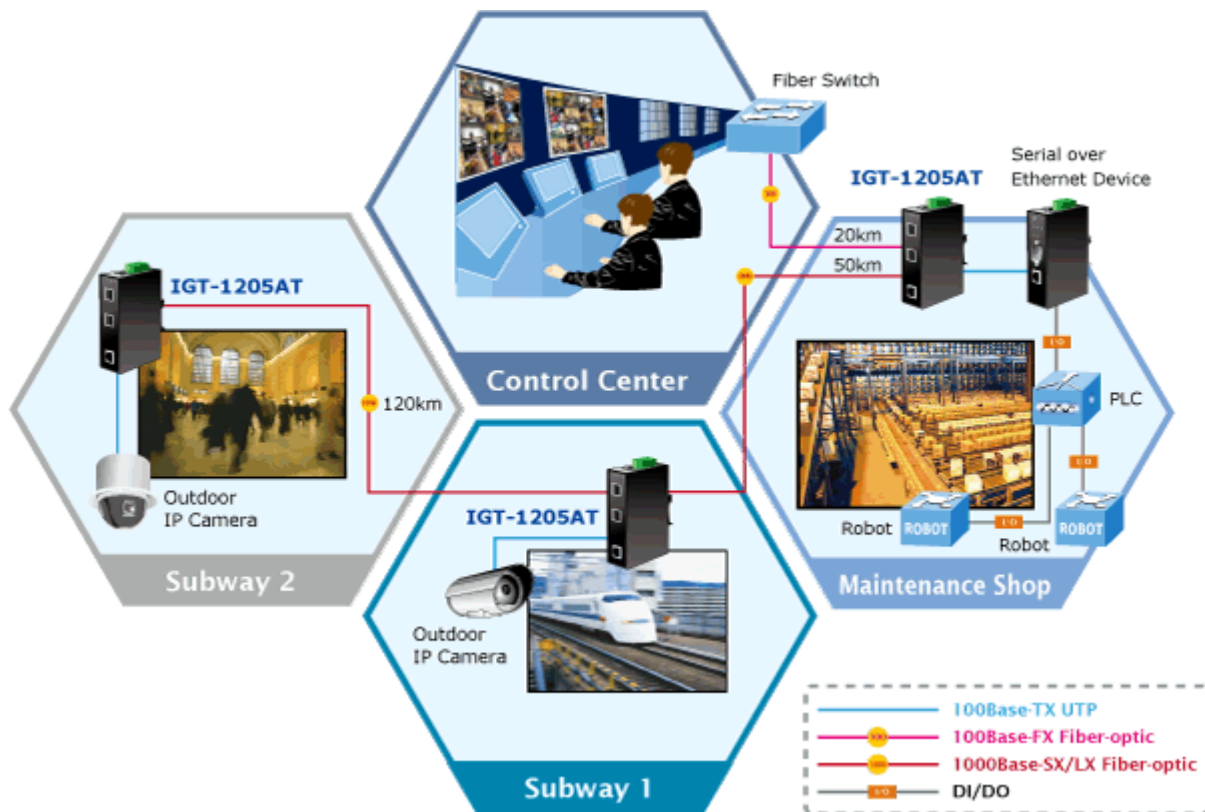 Fiber Switch
Serial over
Ethernet Device
IGT-1205AT
20km
50km
I/O
PLC
I/O
Robot
ROBOT
I/O
Robot
ROBOT
Maintenance Shop
Control Center
IGT-1205AT
120km
Outdoor
IP Camera
Subway 2
IGT-1205AT
Outdoor
IP Camera
Subway 1
100Base-TX UTP
100
100Base-FX Fiber-optic
1000
1000Base-SX/LX Fiber-optic
I/O
DI/DO